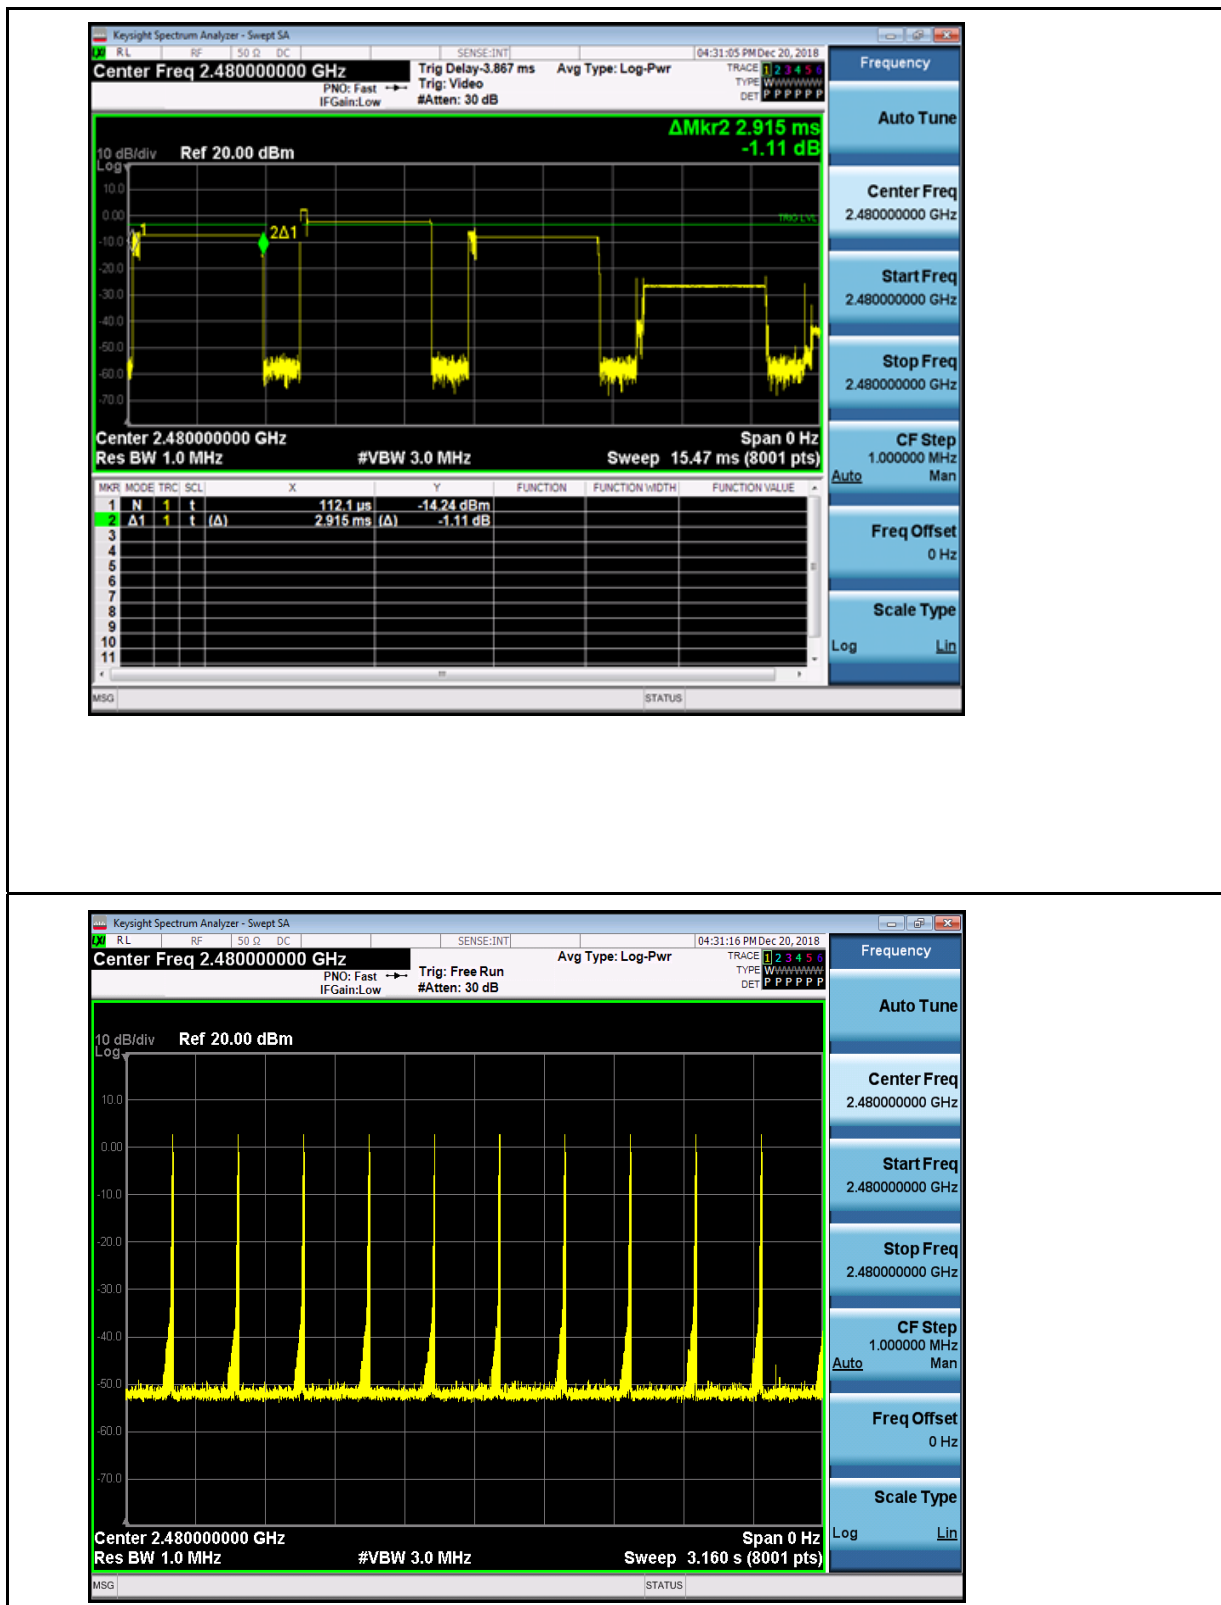 Keysight Spectrum Analyzer - Swept SA
LXI RL RF 50 Ω DC SENSE:INT 04:31:05 PM Dec 20, 2018
Center Freq 2.480000000 GHz
PNO: Fast
IFGain:Low
Trig Delay-3.867 ms
Trig: Video
#Atten: 30 dB
Avg Type: Log-Pwr
TRACE 1 2 3 4 5 6
TYPE WWWWWW
DET P P P P P P
ΔMkr2 2.915 ms
-1.11 dB
10 dB/div Ref 20.00 dBm
Log
10.0
0.00
-10.0
-20.0
-30.0
-40.0
-50.0
-60.0
-70.0
1
2Δ1
TRIG LVL
Center 2.480000000 GHz Span 0 Hz
Res BW 1.0 MHz #VBW 3.0 MHz Sweep 15.47 ms (8001 pts)
MKR MODE TRC SCL X Y FUNCTION FUNCTION WIDTH FUNCTION VALUE
1 N 1 t 112.1 µs -14.24 dBm
2 Δ1 1 t (Δ) 2.915 ms (Δ) -1.11 dB
3
4
5
6
7
8
9
10
11
MSG STATUS
Frequency
Auto Tune
Center Freq
2.480000000 GHz
Start Freq
2.480000000 GHz
Stop Freq
2.480000000 GHz
CF Step
1.000000 MHz
Auto Man
Freq Offset
0 Hz
Scale Type
Log Lin
Keysight Spectrum Analyzer - Swept SA
LXI RL RF 50 Ω DC SENSE:INT 04:31:16 PM Dec 20, 2018
Center Freq 2.480000000 GHz
PNO: Fast
IFGain:Low
Trig: Free Run
#Atten: 30 dB
Avg Type: Log-Pwr
TRACE 1 2 3 4 5 6
TYPE WWWWWW
DET P P P P P P
10 dB/div Ref 20.00 dBm
Log
10.0
0.00
-10.0
-20.0
-30.0
-40.0
-50.0
-60.0
-70.0
Center 2.480000000 GHz Span 0 Hz
Res BW 1.0 MHz #VBW 3.0 MHz Sweep 3.160 s (8001 pts)
MSG STATUS
Frequency
Auto Tune
Center Freq
2.480000000 GHz
Start Freq
2.480000000 GHz
Stop Freq
2.480000000 GHz
CF Step
1.000000 MHz
Auto Man
Freq Offset
0 Hz
Scale Type
Log Lin